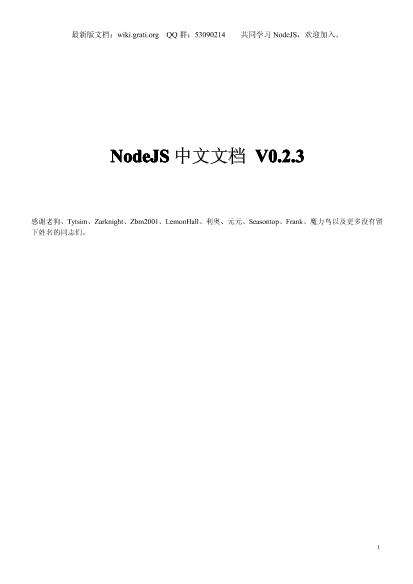 最新版文档：wiki.grati.org QQ 群：53090214 共同学习 NodeJS，欢迎加入。
NodeJS 中文文档 V0.2.3
感谢老狗、Tytsim、Zarknight、Zbm2001、LemonHall、利奥、元元、Seasontop、Frank、魔力鸟以及更多没有留
下姓名的同志们。
1